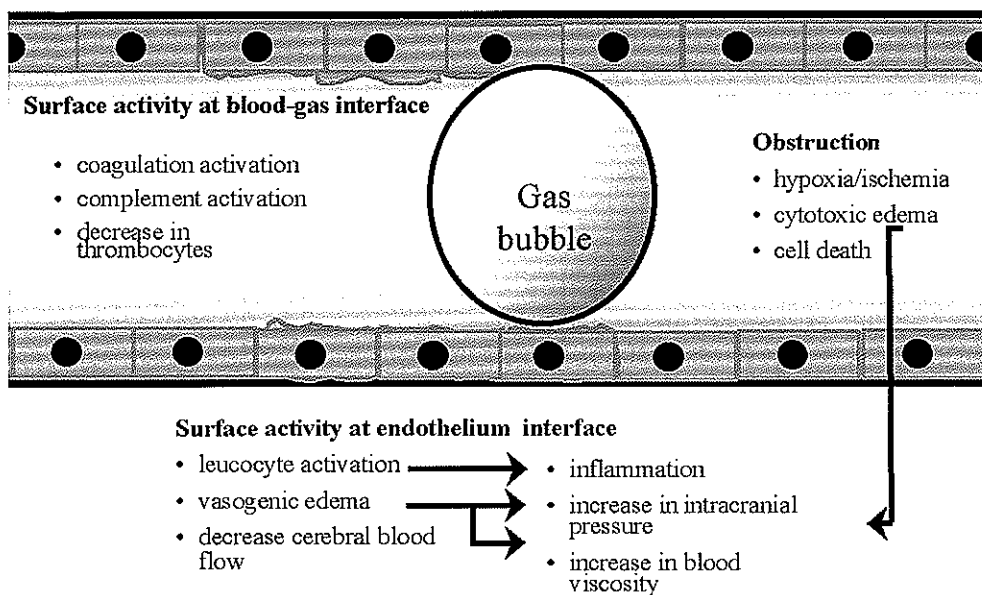 Surface activity at blood-gas interface
• coagulation activation
• complement activation
• decrease in
thrombocytes
Gas
bubble
Obstruction
• hypoxia/ischemia
• cytotoxic edema
• cell death
Surface activity at endothelium interface
• leucocyte activation
• vasogenic edema
• decrease cerebral blood
flow
• inflammation
• increase in intracranial
pressure
• increase in blood
viscosity